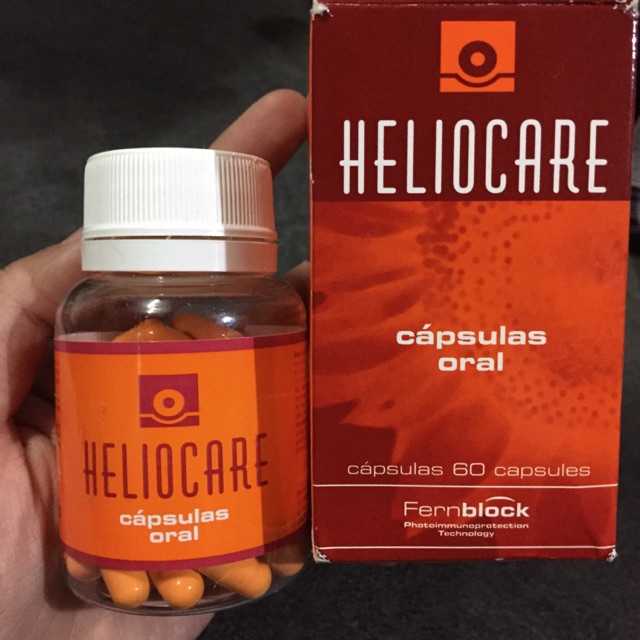 HELIOCARE
cápsulas
oral
HELIOCARE
cápsulas
oral
cápsulas 60 capsules
Fernblock
Photoimmunoprotection
Technology